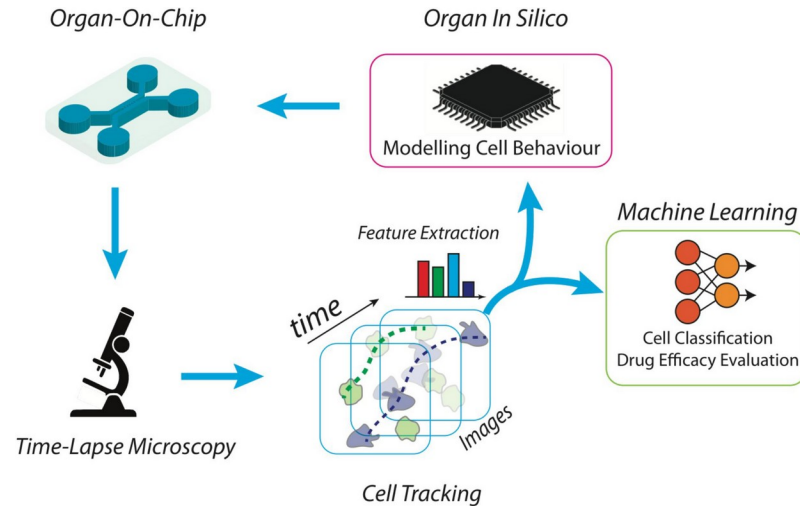 Organ-On-Chip
Organ In Silico
Modelling Cell Behaviour
Machine Learning
Feature Extraction
time
Cell Classification
Drug Efficacy Evaluation
Images
Time-Lapse Microscopy
Cell Tracking